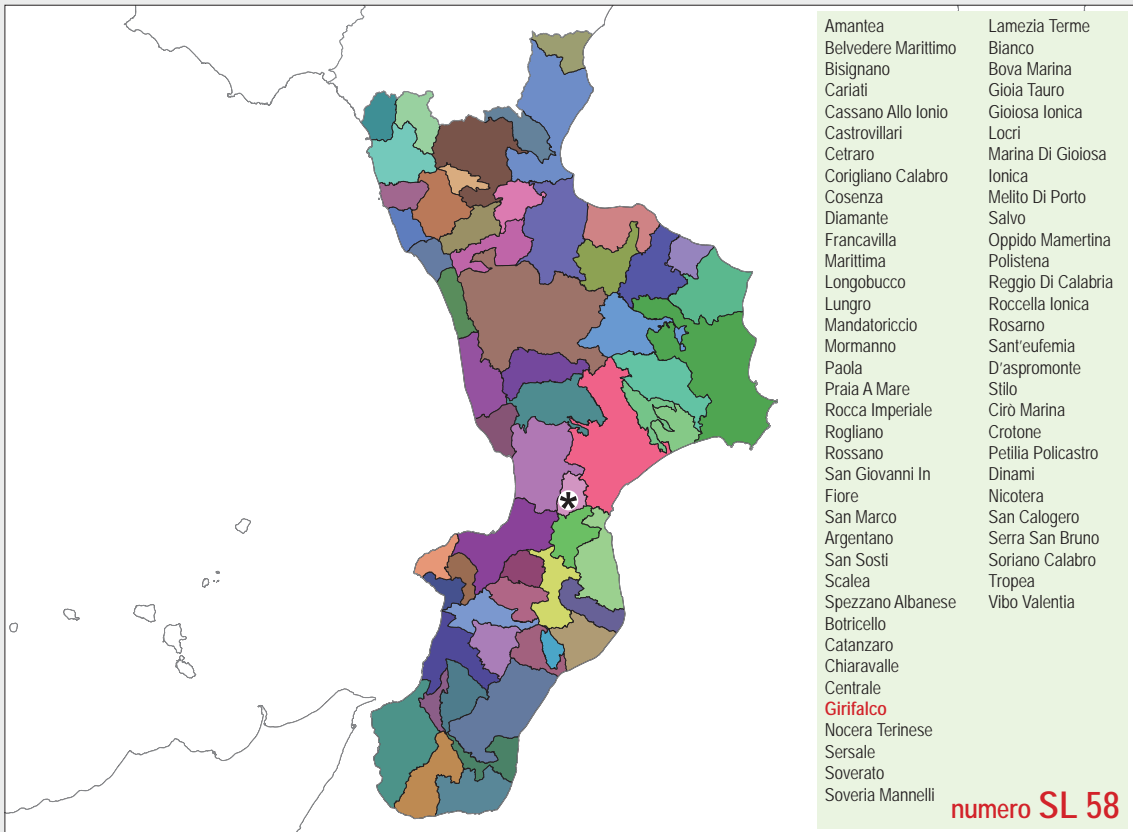 *
Amantea
Belvedere Marittimo
Bisignano
Cariati
Cassano Allo Ionio
Castrovillari
Cetraro
Corigliano Calabro
Cosenza
Diamante
Francavilla
Marittima
Longobucco
Lungro
Mandatoriccio
Mormanno
Paola
Praia A Mare
Rocca Imperiale
Rogliano
Rossano
San Giovanni In
Fiore
San Marco
Argentano
San Sosti
Scalea
Spezzano Albanese
Botricello
Catanzaro
Chiaravalle
Centrale
Girifalco
Nocera Terinese
Sersale
Soverato
Soveria Mannelli
Lamezia Terme
Bianco
Bova Marina
Gioia Tauro
Gioiosa Ionica
Locri
Marina Di Gioiosa
Ionica
Melito Di Porto
Salvo
Oppido Mamertina
Polistena
Reggio Di Calabria
Roccella Ionica
Rosarno
Sant'eufemia
D'aspromonte
Stilo
Cirò Marina
Crotone
Petilia Policastro
Dinami
Nicotera
San Calogero
Serra San Bruno
Soriano Calabro
Tropea
Vibo Valentia
numero SL 58